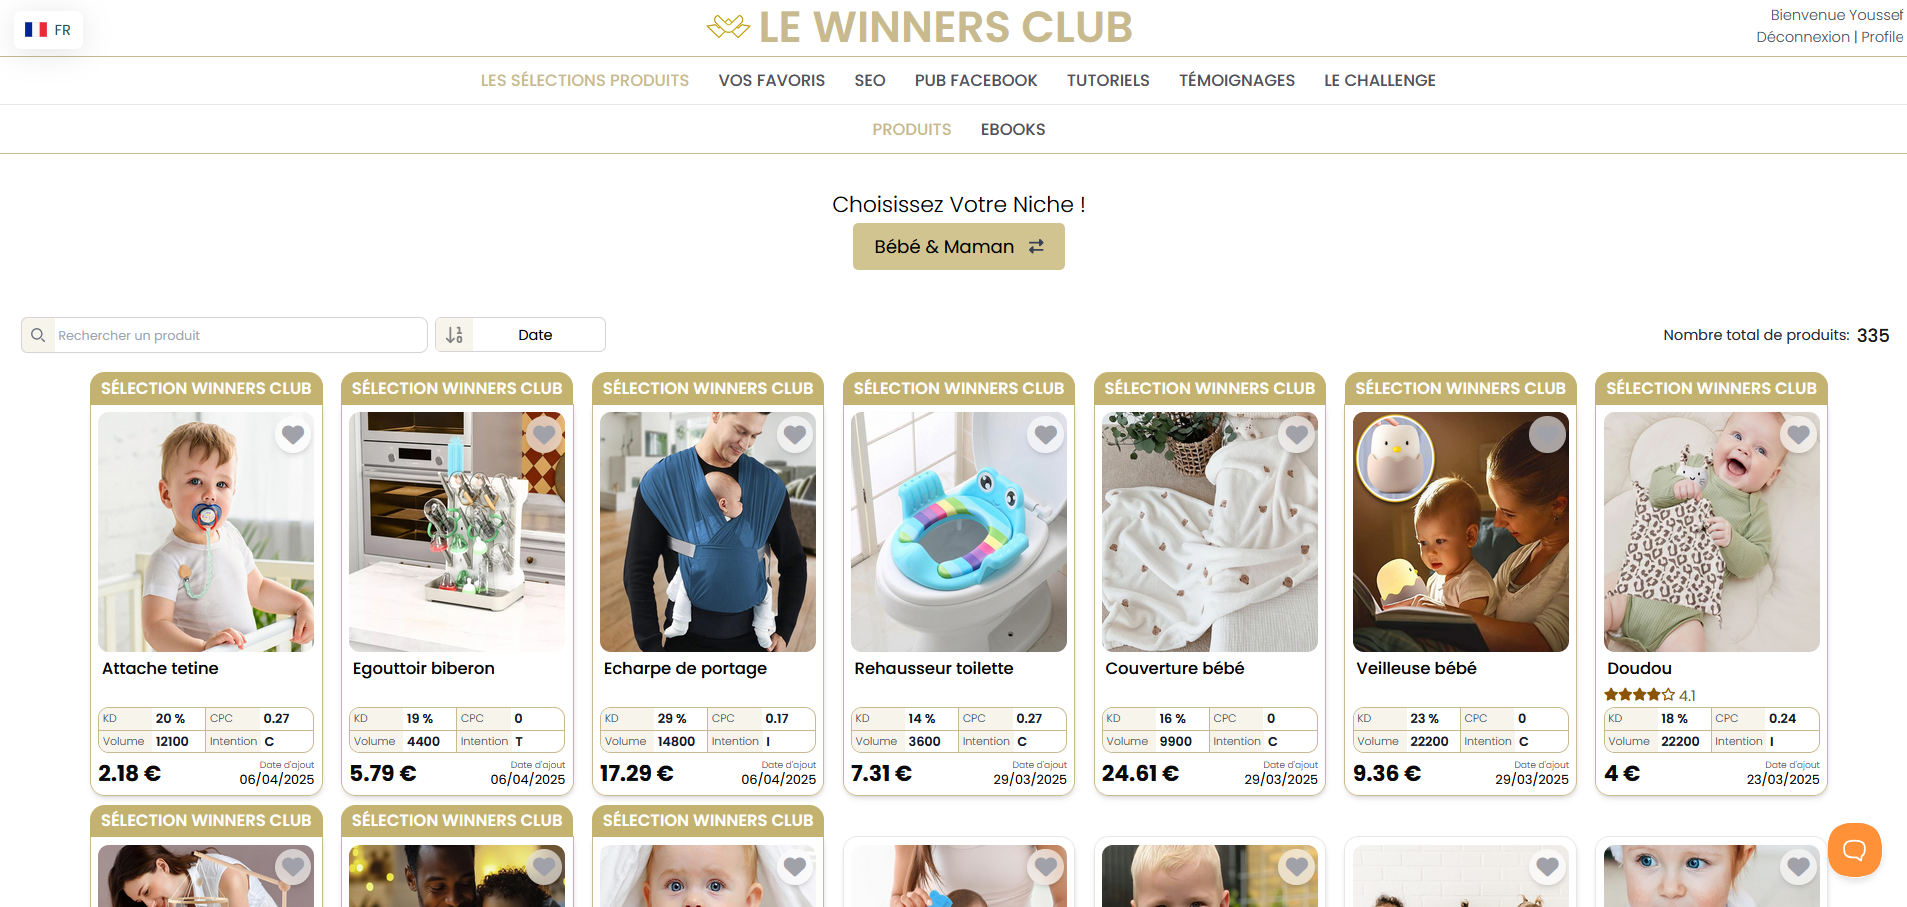 FR
LE WINNERS CLUB
Bienvenue Youssef
Déconnexion | Profile
LES SÉLECTIONS PRODUITS VOS FAVORIS SEO PUB FACEBOOK TUTORIELS TÉMOIGNAGES LE CHALLENGE
PRODUITS EBOOKS
Choisissez Votre Niche !
Bébé & Maman
Rechercher un produit
Date
Nombre total de produits: 335
SÉLECTION WINNERS CLUB SÉLECTION WINNERS CLUB SÉLECTION WINNERS CLUB SÉLECTION WINNERS CLUB SÉLECTION WINNERS CLUB SÉLECTION WINNERS CLUB SÉLECTION WINNERS CLUB
Attache tetine Egouttoir biberon Echarpe de portage Rehausseur toilette Couverture bébé Veilleuse bébé Doudou
4.1
KD 20 % CPC 0.27 KD 19 % CPC 0 KD 29 % CPC 0.17 KD 14 % CPC 0.27 KD 16 % CPC 0 KD 23 % CPC 0 KD 18 % CPC 0.24
Volume 12100 Intention C Volume 4400 Intention T Volume 14800 Intention I Volume 3600 Intention C Volume 9900 Intention C Volume 22200 Intention C Volume 22200 Intention I
Date d'ajout Date d'ajout Date d'ajout Date d'ajout Date d'ajout Date d'ajout Date d'ajout
2.18 € 06/04/2025 5.79 € 06/04/2025 17.29 € 06/04/2025 7.31 € 29/03/2025 24.61 € 29/03/2025 9.36 € 29/03/2025 4 € 23/03/2025
SÉLECTION WINNERS CLUB SÉLECTION WINNERS CLUB SÉLECTION WINNERS CLUB